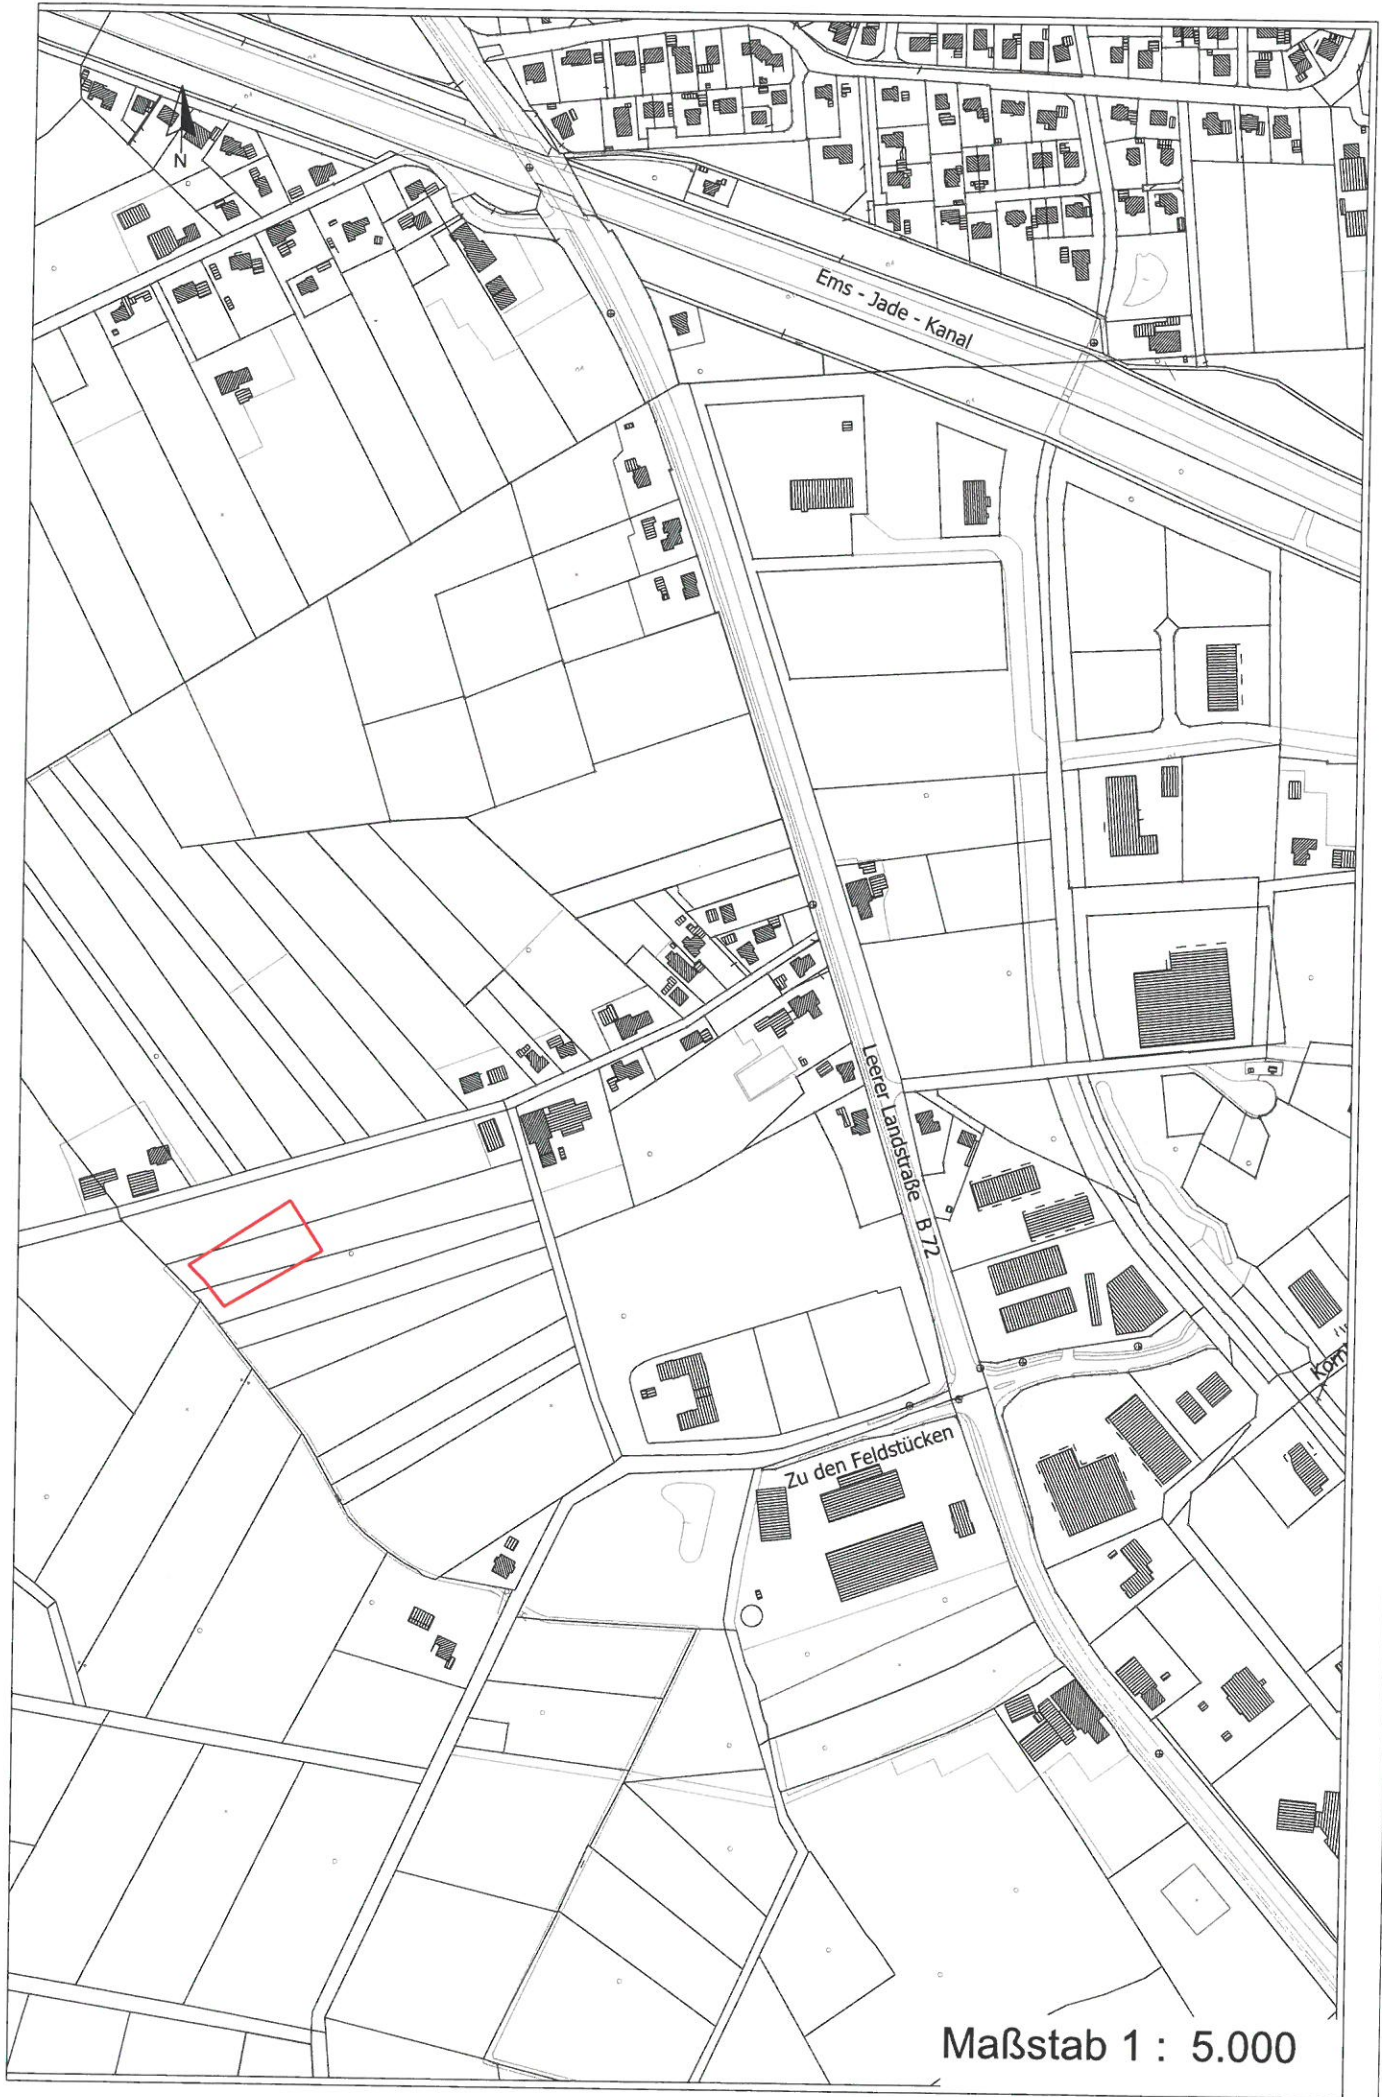 N
Ems - Jade - Kanal
Leerer Landstraße B 72
Zu den Feldstücken
Maßstab 1 : 5.000